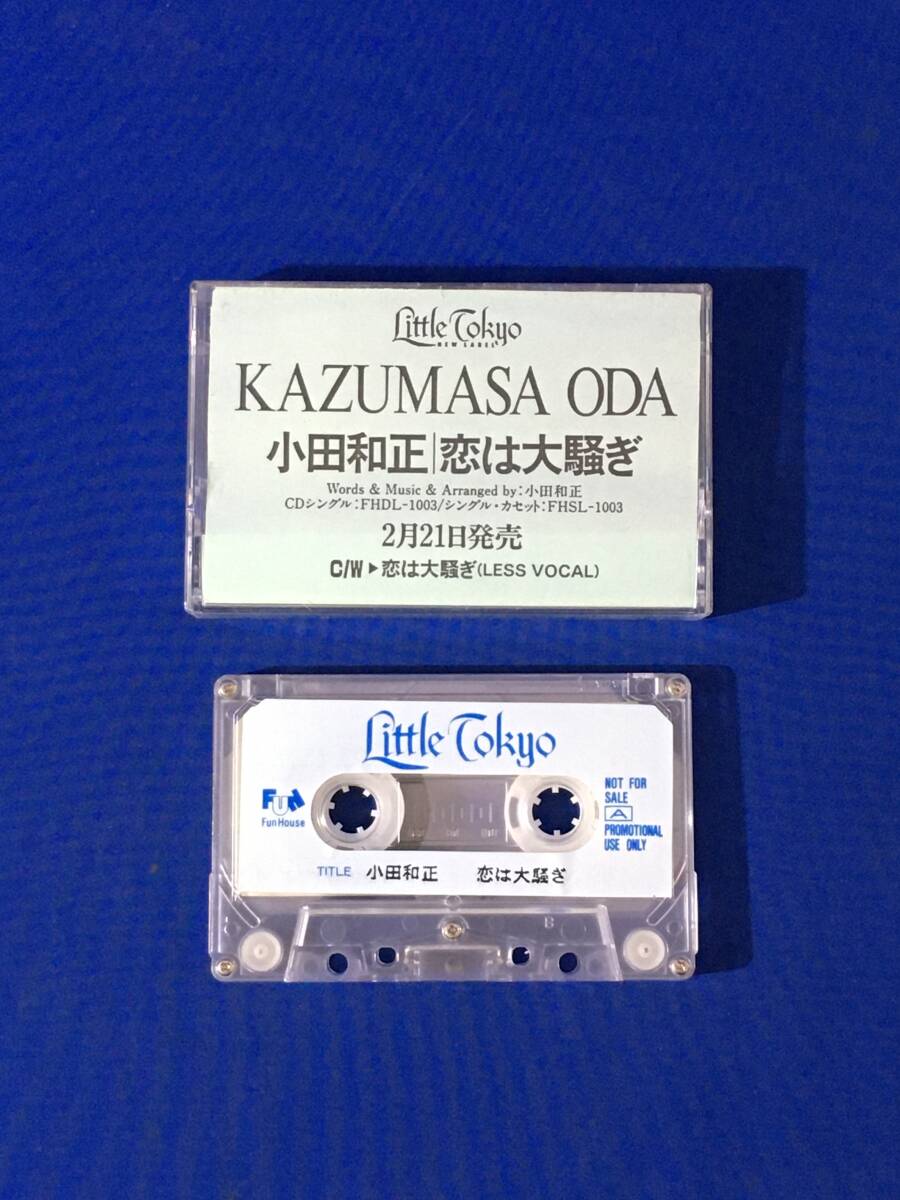 Little Tokyo
NEW LABEL
KAZUMASA ODA
小田和正|恋は大騒ぎ
Words & Music & Arranged by:小田和正
CDシングル:FHDL-1003/シングル・カセット:FHSL-1003
2月21日発売
C/W▶恋は大騒ぎ(LESS VOCAL)
Little Tokyo
FUN
Fun House
NOT FOR
SALE
A
PROMOTIONAL
USE ONLY
TITLE 小田和正 恋は大騒ぎ